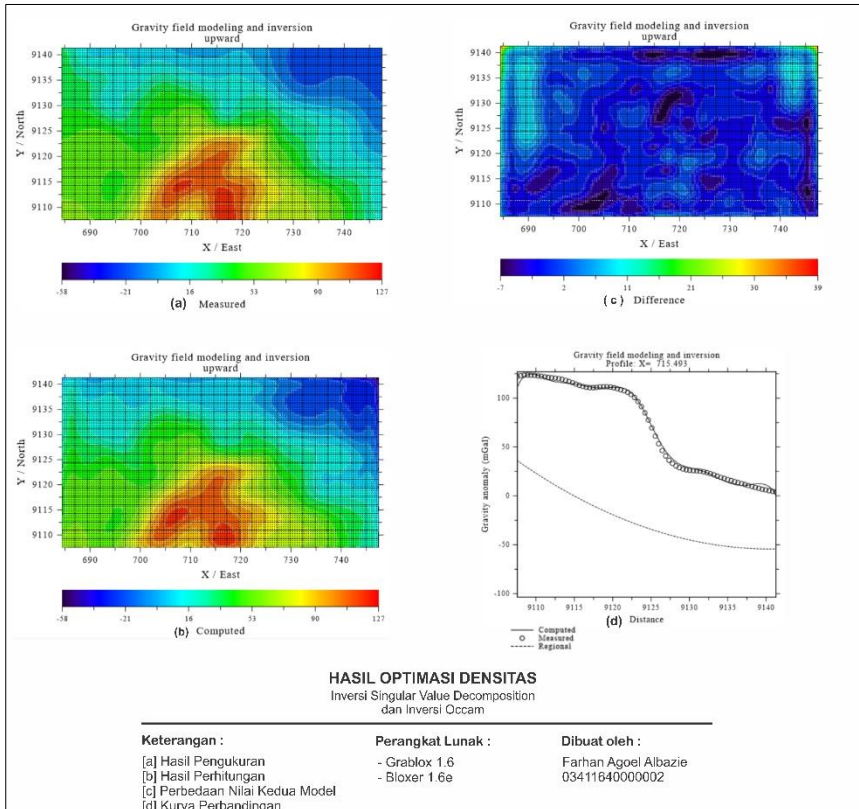 Gravity field modeling and inversion
upward
9140
9130
9120
9115
9110
Y / North
690 700 710 720 730 740
X / East
-58 -21 16 53 90 127
(a) Measured
Gravity field modeling and inversion
upward
9140
9130
9120
9115
9110
Y / North
690 700 710 720 730 740
X / East
-7 2 11 21 30 39
(c) Difference
Gravity field modeling and inversion
upward
9140
9130
9120
9115
9110
Y / North
690 700 710 720 730 740
X / East
-58 -21 16 53 90 127
(b) Computed
Gravity field modeling and inversion
Profile: X= 715.493
100
50
0
-50
-100
Gravity anomaly (mGal)
9110 9115 9120 9125 9130 9135 9140
(d) Distance
Computed
Measured
Regional
HASIL OPTIMASI DENSITAS
Inversi Singular Value Decomposition
dan Inversi Occam
Keterangan :
[a] Hasil Pengukuran
[b] Hasil Perhitungan
[c] Perbedaan Nilai Kedua Model
[d] Kurva Perbandingan
Perangkat Lunak :
- Grablox 1.6
- Bloxer 1.6e
Dibuat oleh :
Farhan Agoel Albazie
03411640000002